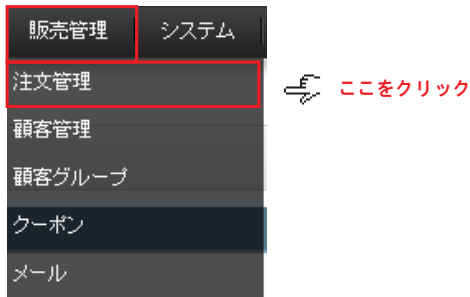 販売管理 システム
注文管理 ここをクリック
顧客管理
顧客グループ
クーポン
メール